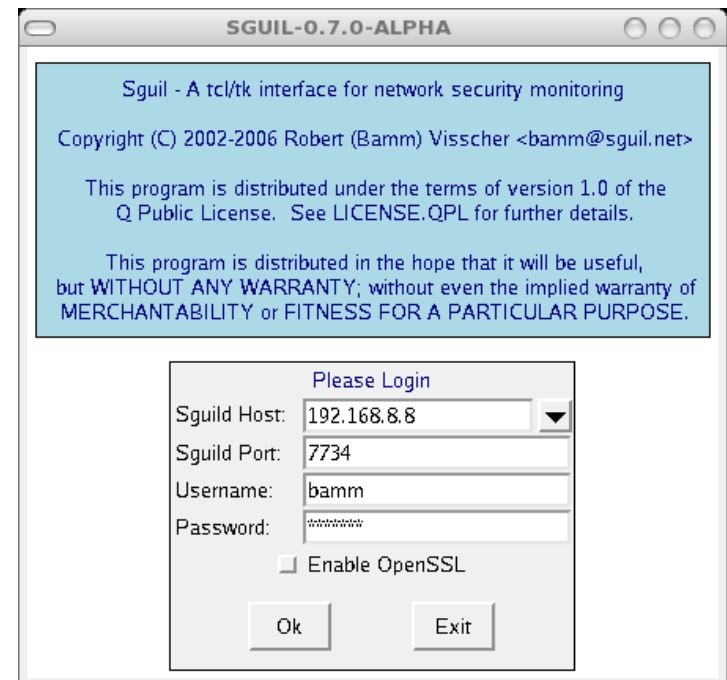 SGUIL-0.7.0-ALPHA
Sguil - A tcl/tk interface for network security monitoring
Copyright (C) 2002-2006 Robert (Bamm) Visscher <bamm@sguil.net>
This program is distributed under the terms of version 1.0 of the
Q Public License. See LICENSE.QPL for further details.
This program is distributed in the hope that it will be useful,
but WITHOUT ANY WARRANTY; without even the implied warranty of
MERCHANTABILITY or FITNESS FOR A PARTICULAR PURPOSE.
Please Login
Sguild Host: 192.168.8.8
Sguild Port: 7734
Username: bamm
Password: *******
Enable OpenSSL
Ok Exit